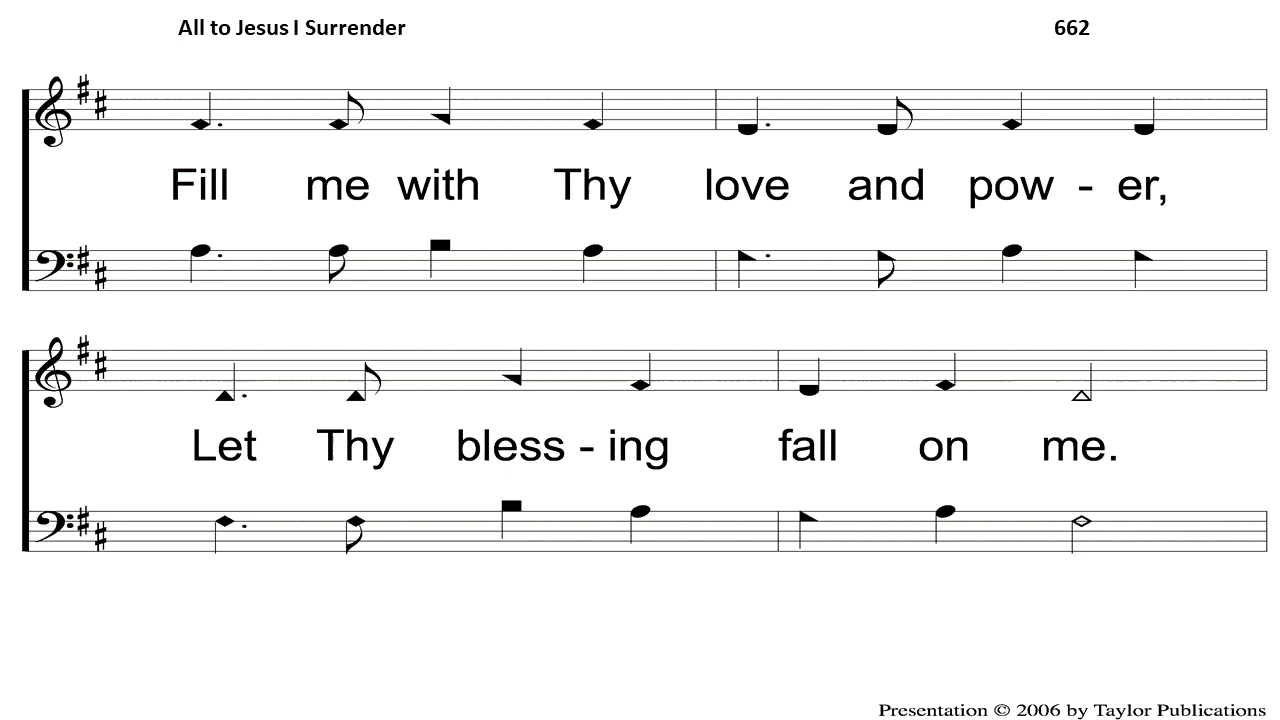 All to Jesus I Surrender 662
Fill me with Thy love and pow - er,
Let Thy bless - ing fall on me.
Presentation © 2006 by Taylor Publications